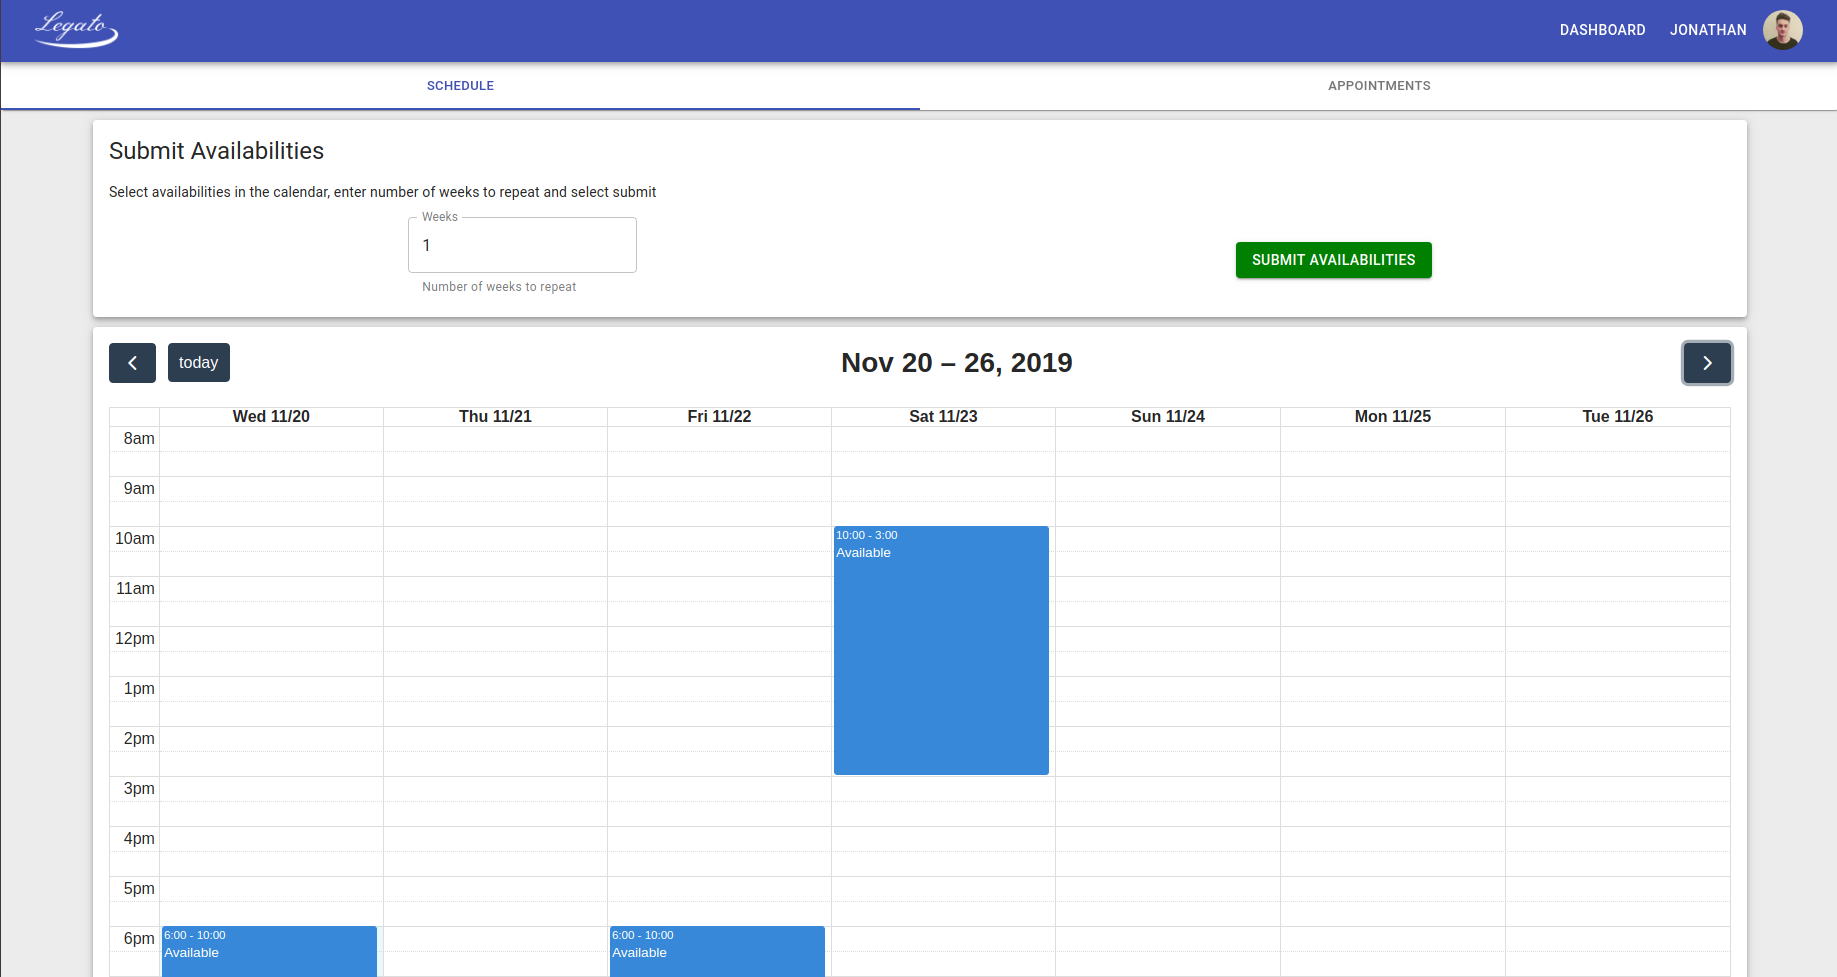 Legato
DASHBOARD JONATHAN
SCHEDULE APPOINTMENTS
Submit Availabilities
Select availabilities in the calendar, enter number of weeks to repeat and select submit
Weeks
1
SUBMIT AVAILABILITIES
Number of weeks to repeat
today Nov 20 – 26, 2019
Wed 11/20 Thu 11/21 Fri 11/22 Sat 11/23 Sun 11/24 Mon 11/25 Tue 11/26
8am
9am
10am 10:00 - 3:00
Available
11am
12pm
1pm
2pm
3pm
4pm
5pm
6pm 6:00 - 10:00 6:00 - 10:00
Available Available